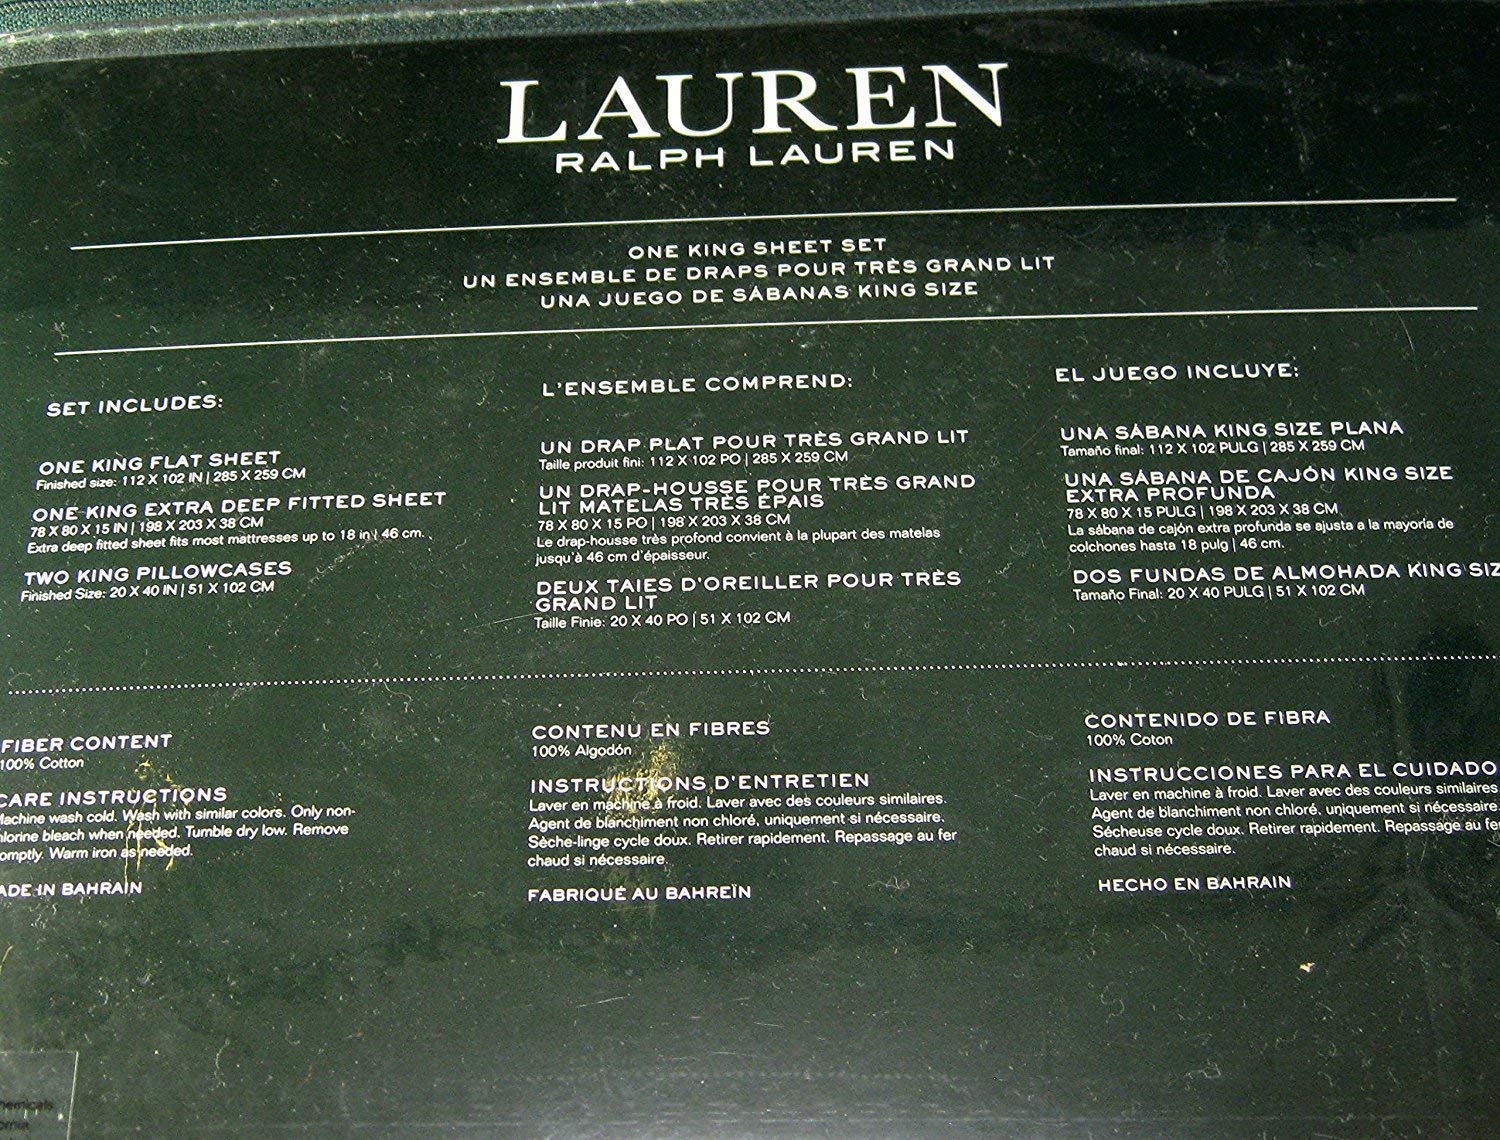 LAUREN
RALPH LAUREN
ONE KING SHEET SET
UN ENSEMBLE DE DRAPS POUR TRÈS GRAND LIT
UNA JUEGO DE SÁBANAS KING SIZE
SET INCLUDES:
ONE KING FLAT SHEET
Finished size: 112 X 102 IN | 285 X 259 CM
ONE KING EXTRA DEEP FITTED SHEET
78 X 80 X 15 IN | 198 X 203 X 38 CM
Extra deep fitted sheet fits most mattresses up to 18 in | 46 cm.
TWO KING PILLOWCASES
Finished Size: 20 X 40 IN | 51 X 102 CM
L'ENSEMBLE COMPREND:
UN DRAP PLAT POUR TRÈS GRAND LIT
Taille produit fini: 112 X 102 PO | 285 X 259 CM
UN DRAP-HOUSSE POUR TRÈS GRAND
LIT MATELAS TRÈS ÉPAIS
78 X 80 X 15 PO | 198 X 203 X 38 CM
Le drap-housse très profond convient à la plupart des matelas
jusqu'à 46 cm d'épaisseur.
DEUX TAIES D'OREILLER POUR TRÈS
GRAND LIT
Taille Finie: 20 X 40 PO | 51 X 102 CM
EL JUEGO INCLUYE:
UNA SÁBANA KING SIZE PLANA
Tamaño final: 112 X 102 PULG | 285 X 259 CM
UNA SÁBANA DE CAJÓN KING SIZE
EXTRA PROFUNDA
78 X 80 X 15 PULG | 198 X 203 X 38 CM
La sábana de cajón extra profunda se ajusta a la mayoría de
colchones hasta 18 pulg | 46 cm.
DOS FUNDAS DE ALMOHADA KING SIZ
Tamaño Final: 20 X 40 PULG | 51 X 102 CM
FIBER CONTENT
100% Cotton
CARE INSTRUCTIONS
Machine wash cold. Wash with similar colors. Only non-
hlorine bleach when needed. Tumble dry low. Remove
omptly. Warm iron as needed.
ADE IN BAHRAIN
CONTENU EN FIBRES
100% Algodón
INSTRUCTIONS D'ENTRETIEN
Laver en machine à froid. Laver avec des couleurs similaires.
Agent de blanchiment non chloré, uniquement si nécessaire.
Sèche-linge cycle doux. Retirer rapidement. Repassage au fer
chaud si nécessaire.
FABRIQUÉ AU BAHREÏN
CONTENIDO DE FIBRA
100% Coton
INSTRUCCIONES PARA EL CUIDADO
Laver en machine à froid. Laver avec des couleurs similaires
Agent de blanchiment non chloré, uniquement si nécessaire
Sécheuse cycle doux. Retirer rapidement. Repassage au fer
chaud si nécessaire.
HECHO EN BAHRAIN
hemicals
ornia